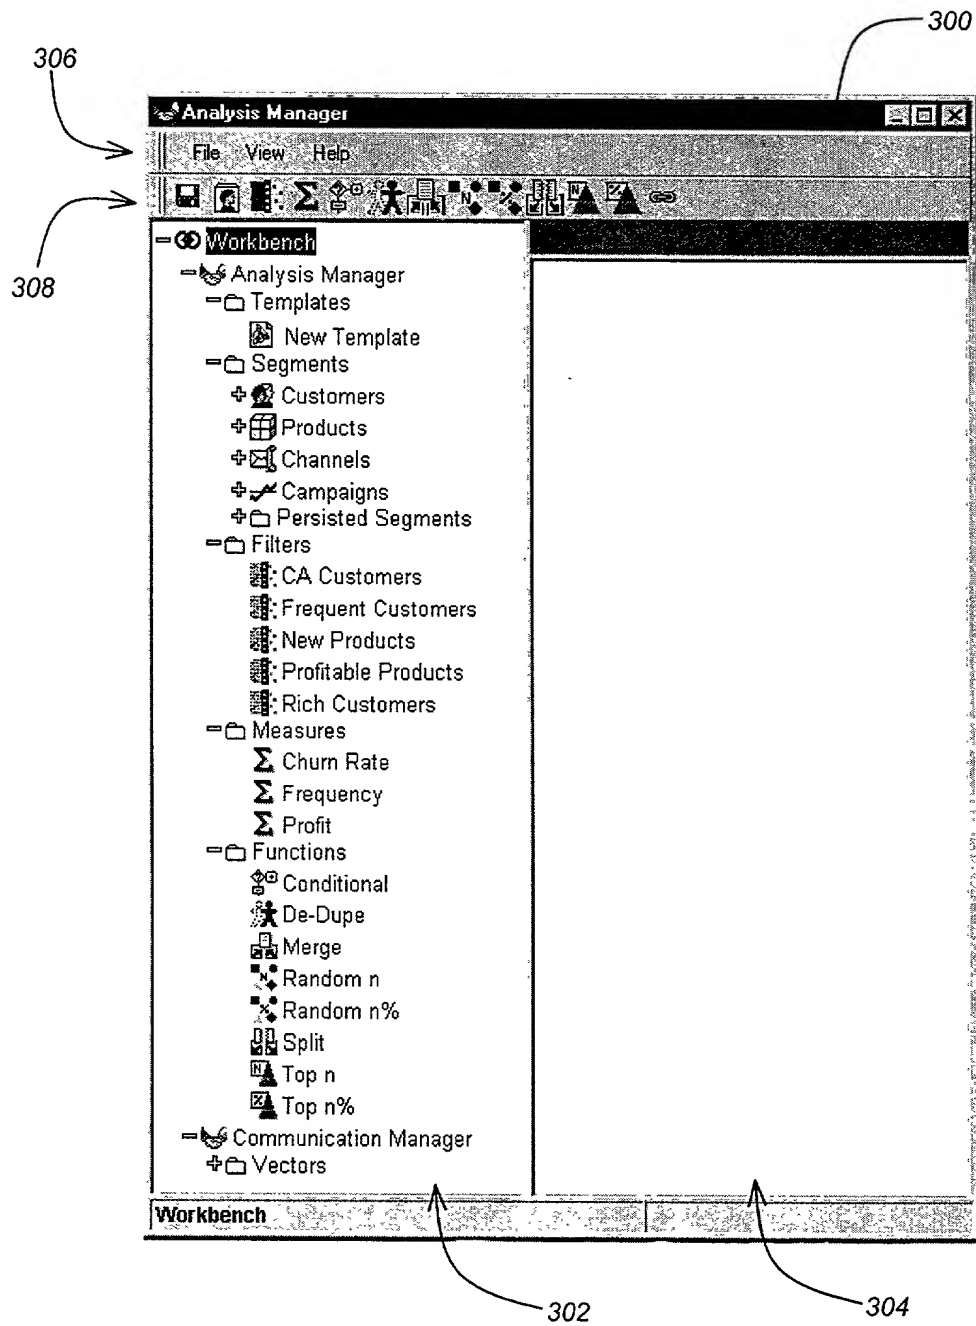 300
306
Analysis Manager
File View Help
308
Workbench
Analysis Manager
Templates
New Template
Segments
Customers
Products
Channels
Campaigns
Persisted Segments
Filters
CA Customers
Frequent Customers
New Products
Profitable Products
Rich Customers
Measures
Σ Churn Rate
Σ Frequency
Σ Profit
Functions
Conditional
De-Dupe
Merge
Random n
Random n%
Split
Top n
Top n%
Communication Manager
Vectors
Workbench
302
304